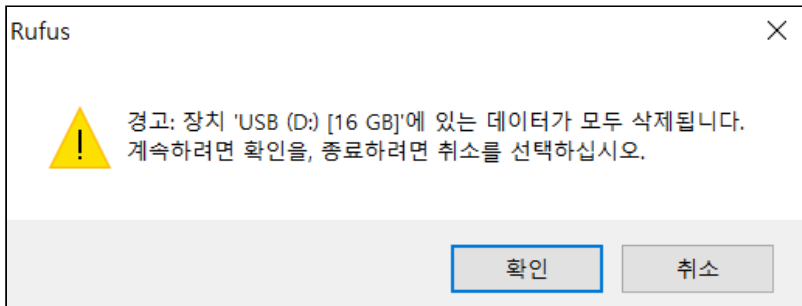 Rufus
경고: 장치 'USB (D:) [16 GB]'에 있는 데이터가 모두 삭제됩니다.
계속하려면 확인을, 종료하려면 취소를 선택하십시오.
확인
취소